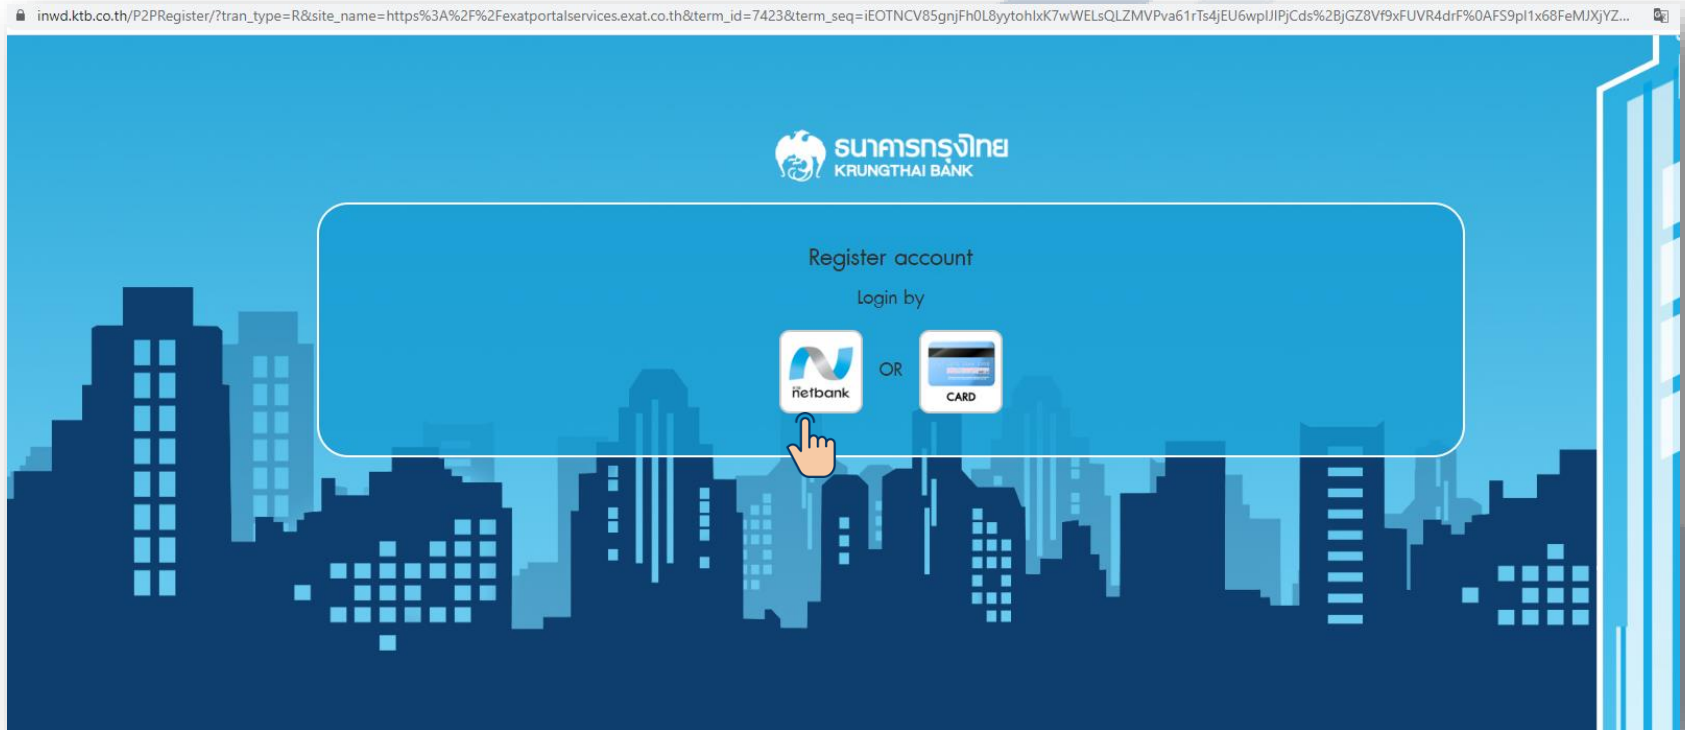 inwd.ktb.co.th/P2PRegister/?tran_type=R&site_name=https%3A%2F%2Fexatportalservices.exat.co.th&term_id=7423&term_seq=iEOTNCV85gnjFh0L8yytohIxK7wWELsQLZMVPva61rTs4jEU6wplJIPjCds%2BjGZ8Vf9xFUVR4drF%0AFS9pl1x68FeMJXjYZ...
ธนาคารกรุงไทย
KRUNGTHAI BANK
Register account
Login by
netbank
OR
CARD